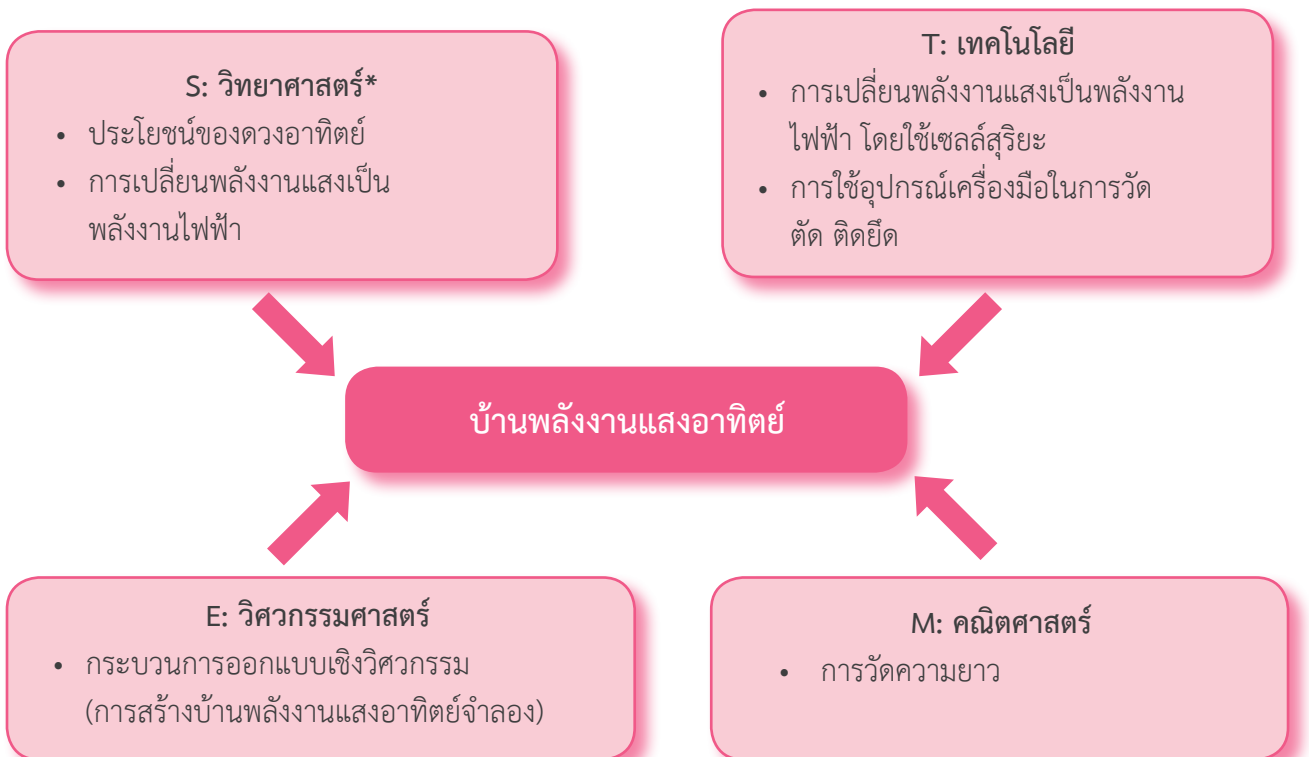 S: วิทยาศาสตร์*
• ประโยชน์ของดวงอาทิตย์
• การเปลี่ยนพลังงานแสงเป็น
พลังงานไฟฟ้า
T: เทคโนโลยี
• การเปลี่ยนพลังงานแสงเป็นพลังงาน
ไฟฟ้า โดยใช้เซลล์สุริยะ
• การใช้อุปกรณ์เครื่องมือในการวัด
ตัด ติดยึด
บ้านพลังงานแสงอาทิตย์
E: วิศวกรรมศาสตร์
• กระบวนการออกแบบเชิงวิศวกรรม
(การสร้างบ้านพลังงานแสงอาทิตย์จำลอง)
M: คณิตศาสตร์
• การวัดความยาว